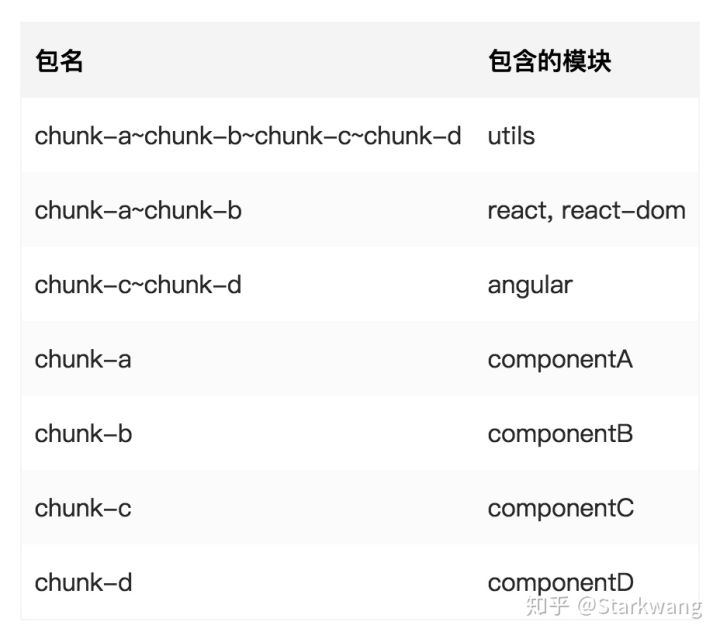 包名 包含的模块
chunk-a~chunk-b~chunk-c~chunk-d utils
chunk-a~chunk-b react, react-dom
chunk-c~chunk-d angular
chunk-a componentA
chunk-b componentB
chunk-c componentC
chunk-d componentD
知乎 @Starkwang